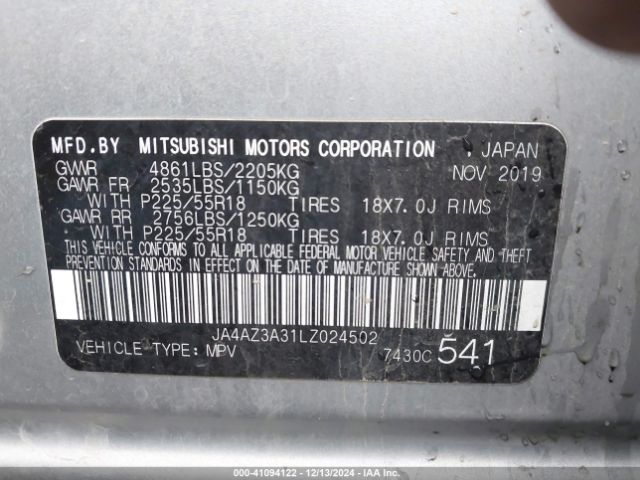 MFD.BY MITSUBISHI MOTORS CORPORATION , JAPAN
GVWR 4861LBS/2205KG NOV 2019
GAWR FR 2535LBS/1150KG
WITH P225/55R18 TIRES 18X7.0J RIMS
GAWR RR 2756LBS/1250KG
WITH P225/55R18 TIRES 18X7.0J RIMS
THIS VEHICLE CONFORMS TO ALL APPLICABLE FEDERAL MOTOR VEHICLE SAFETY AND THEFT
PREVENTION STANDARDS IN EFFECT ON THE DATE OF MANUFACTURE SHOWN ABOVE.
JA4AZ3A31LZ024502
VEHICLE TYPE: MPV 7430C 541
000-41094122 - 12/13/2024 - IAAI.COM